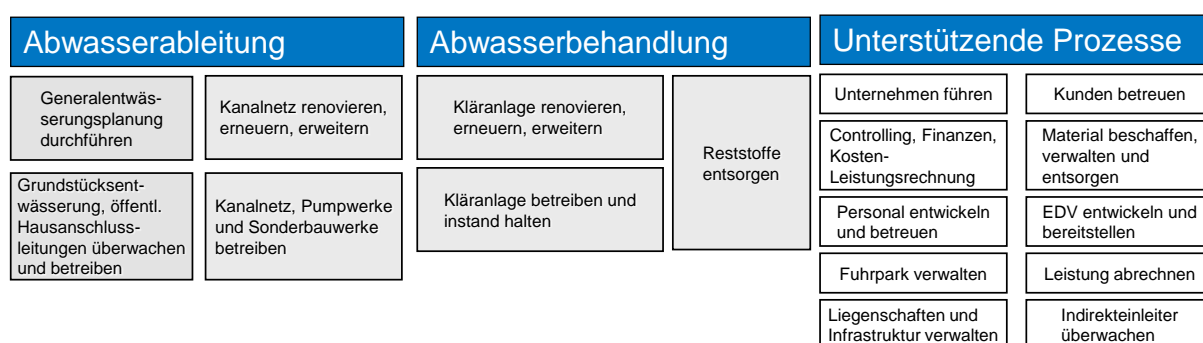 Abwasserableitung
Generalentwäs-
serungsplanung
durchführen
Kanalnetz renovieren,
erneuern, erweitern
Grundstücksent-
wässerung, öffentl.
Hausanschluss-
leitungen überwachen
und betreiben
Kanalnetz, Pumpwerke
und Sonderbauwerke
betreiben
Abwasserbehandlung
Kläranlage renovieren,
erneuern, erweitern
Kläranlage betreiben und
instand halten
Reststoffe
entsorgen
Unterstützende Prozesse
Unternehmen führen
Kunden betreuen
Controlling, Finanzen,
Kosten-
Leistungsrechnung
Material beschaffen,
verwalten und
entsorgen
Personal entwickeln
und betreuen
EDV entwickeln und
bereitstellen
Fuhrpark verwalten
Leistung abrechnen
Liegenschaften und
Infrastruktur verwalten
Indirekteinleiter
überwachen